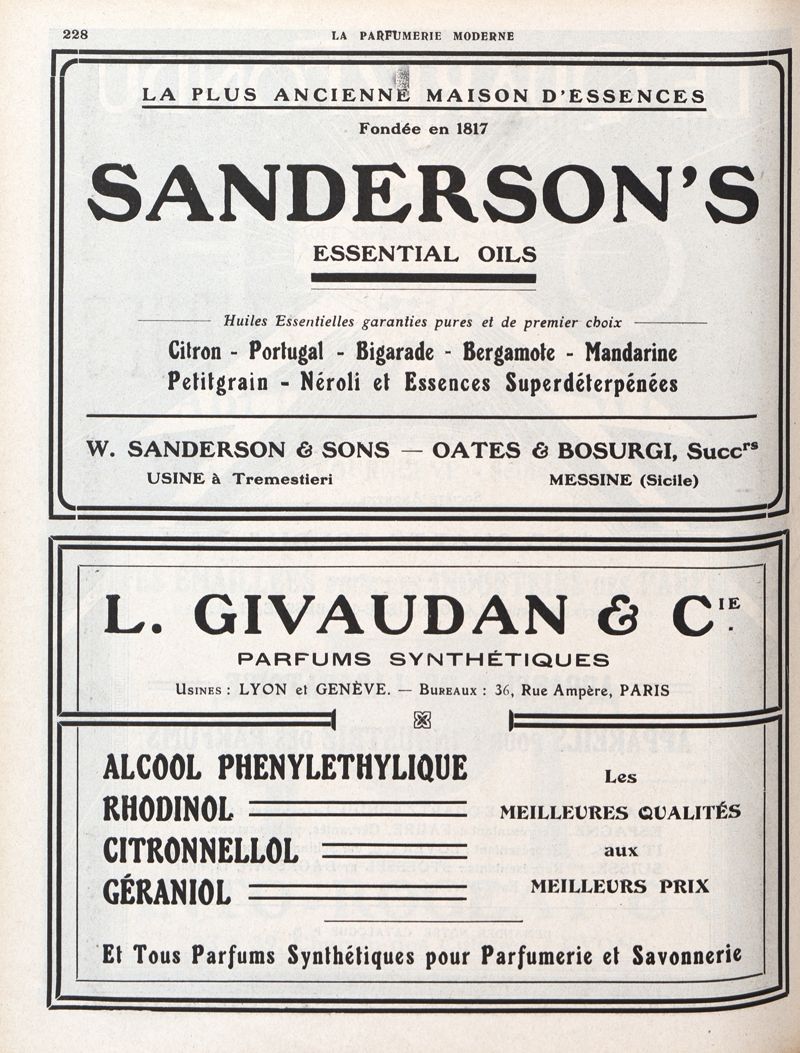 228
LA PARFUMERIE MODERNE
LA PLUS ANCIENNE MAISON D'ESSENCES
Fondée en 1817
SANDERSON'S
ESSENTIAL OILS
Huiles Essentielles garanties pures et de premier choix
Citron - Portugal - Bigarade - Bergamote - Mandarine
Petitgrain - Néroli et Essences Superdéterpénées
W. SANDERSON & SONS — OATES & BOSURGI, Succrs
USINE à Tremestieri
MESSINE (Sicile)
L. GIVAUDAN & CIE.
PARFUMS SYNTHÉTIQUES
USINES : LYON et GENÈVE. — BUREAUX : 36, Rue Ampère, PARIS
ALCOOL PHENYLETHYLIQUE
RHODINOL
CITRONNELLOL
GÉRANIOL
Les
MEILLEURES QUALITÉS
aux
MEILLEURS PRIX
Et Tous Parfums Synthétiques pour Parfumerie et Savonnerie